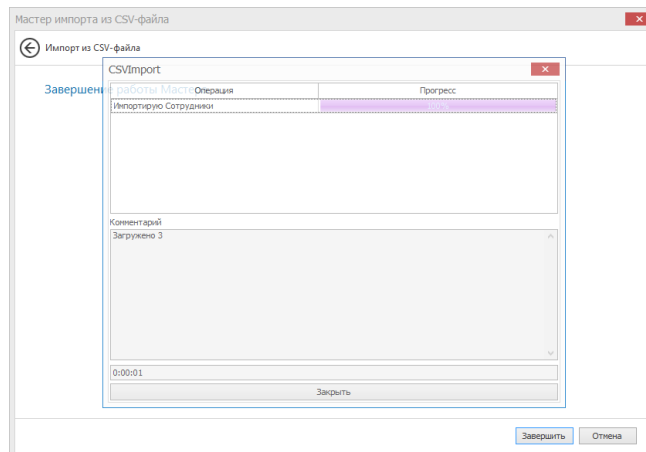 Мастер импорта из CSV-файла
Импорт из CSV-файла
CSVImport
Завершение работы Мастера
Операция Прогресс
Импортирую Сотрудники 100%
Комментарий
Загружено 3
0:00:01
Закрыть
Завершить Отмена